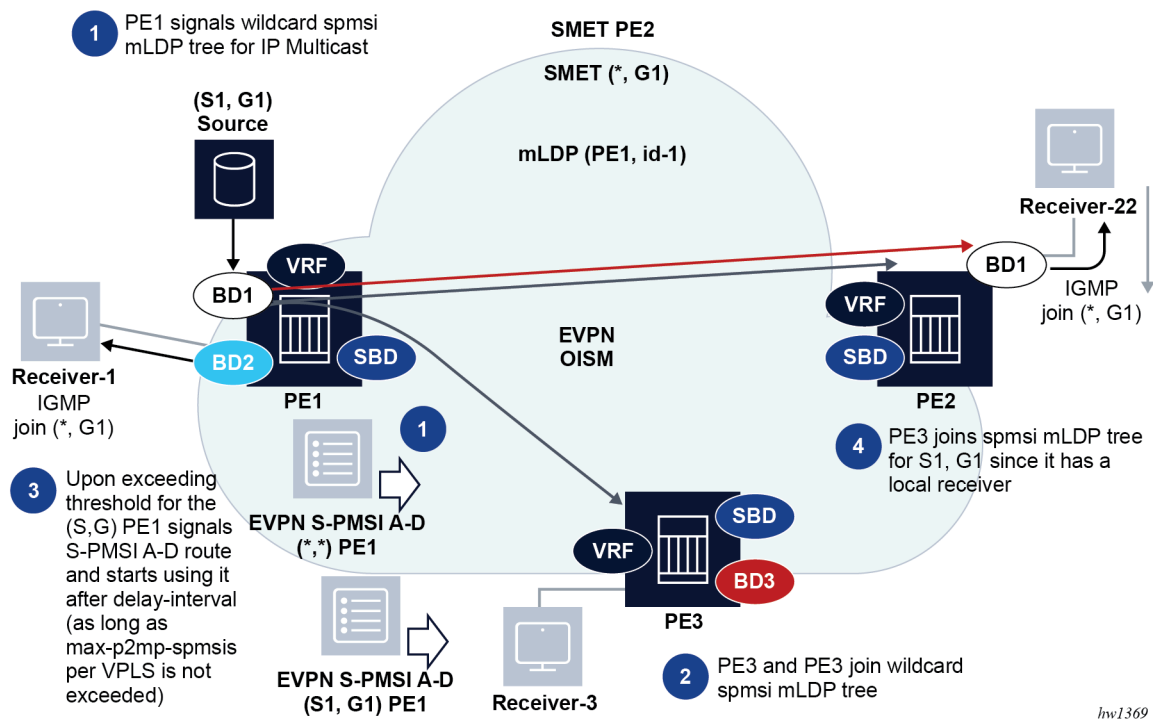 1
PE1 signals wildcard spmsi
mLDP tree for IP Multicast
SMET PE2
SMET (*, G1)
mLDP (PE1, id-1)
(S1, G1)
Source
Receiver-22
BD1
IGMP
join (*, G1)
VRF
BD1
BD2
SBD
PE1
Receiver-1
IGMP
join (*, G1)
EVPN
OISM
VRF
SBD
PE2
1
EVPN S-PMSI A-D
(*,*) PE1
3
Upon exceeding
threshold for the
(S,G) PE1 signals
S-PMSI A-D route
and starts using it
after delay-interval
(as long as
max-p2mp-spmsis
per VPLS is not
exceeded)
4
PE3 joins spmsi mLDP tree
for S1, G1 since it has a
local receiver
SBD
VRF
BD3
PE3
EVPN S-PMSI A-D
(S1, G1) PE1
Receiver-3
2
PE3 and PE3 join wildcard
spmsi mLDP tree
hw1369